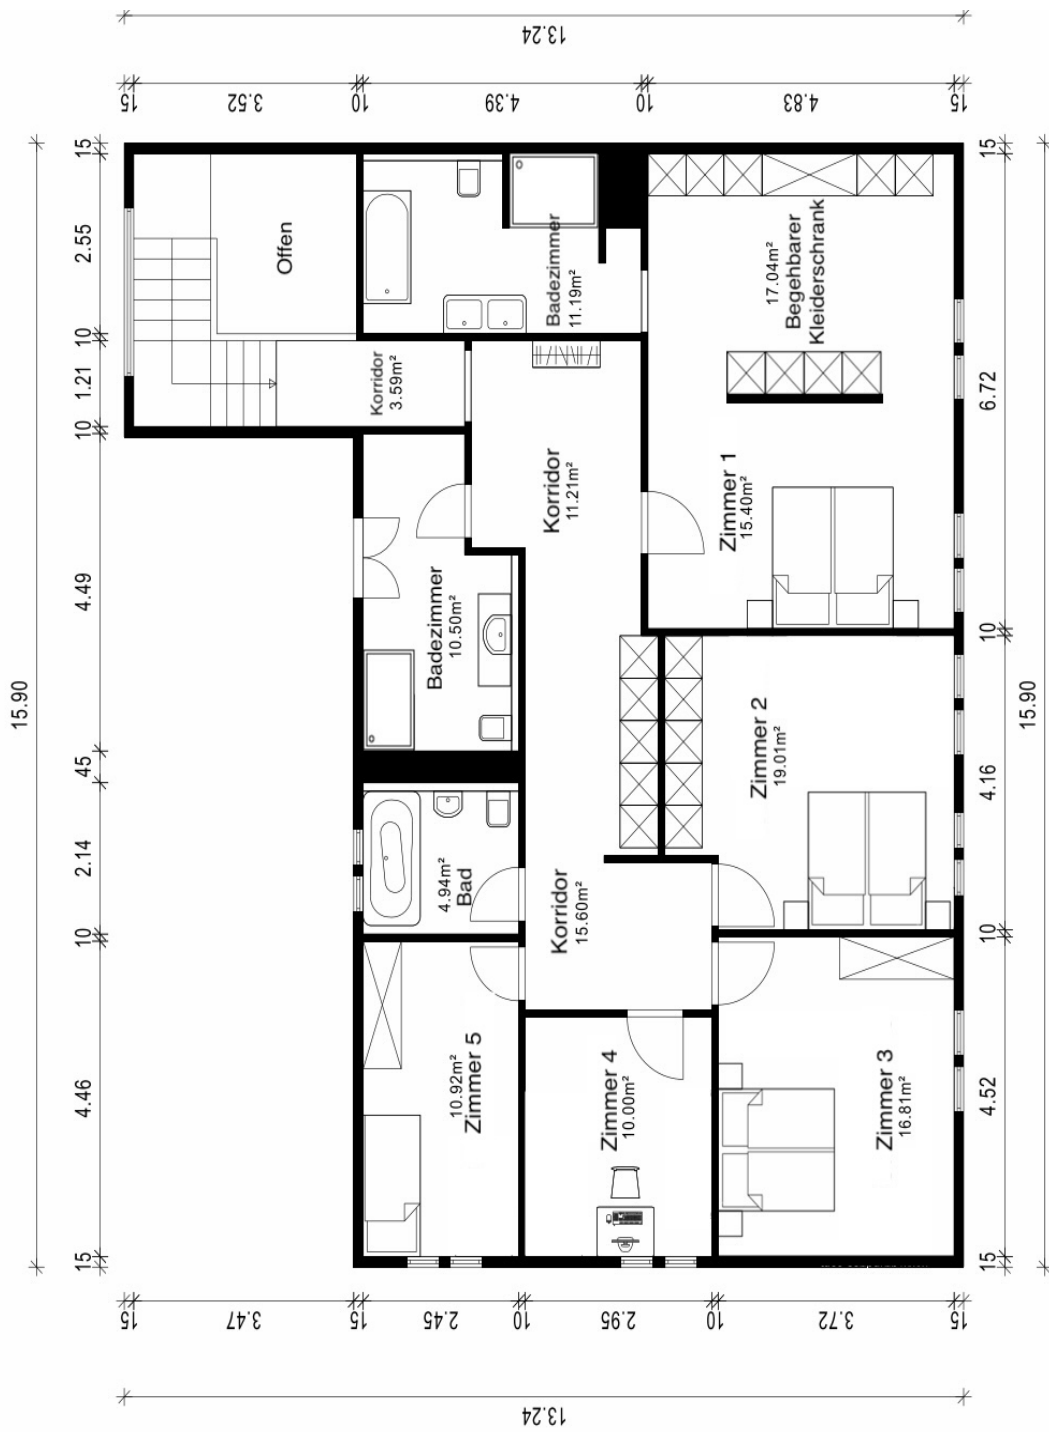 13.24
15
3.52
10
4.39
10
4.83
15
15.90
15
2.55
10
1.21
10
4.49
45
2.14
10
4.46
15
15
6.72
10
4.16
10
4.52
15
15.90
Offen
Badezimmer
11.19m²
17.04m²
Begehbarer
Kleiderschrank
Korridor
3.59m²
Korridor
11.21m²
Zimmer 1
15.40m²
Badezimmer
10.50m²
Zimmer 2
19.01m²
4.94m²
Bad
Korridor
15.60m²
10.92m²
Zimmer 5
Zimmer 4
10.00m²
Zimmer 3
16.81m²
15
3.47
15
2.45
10
2.95
10
3.72
15
13.24